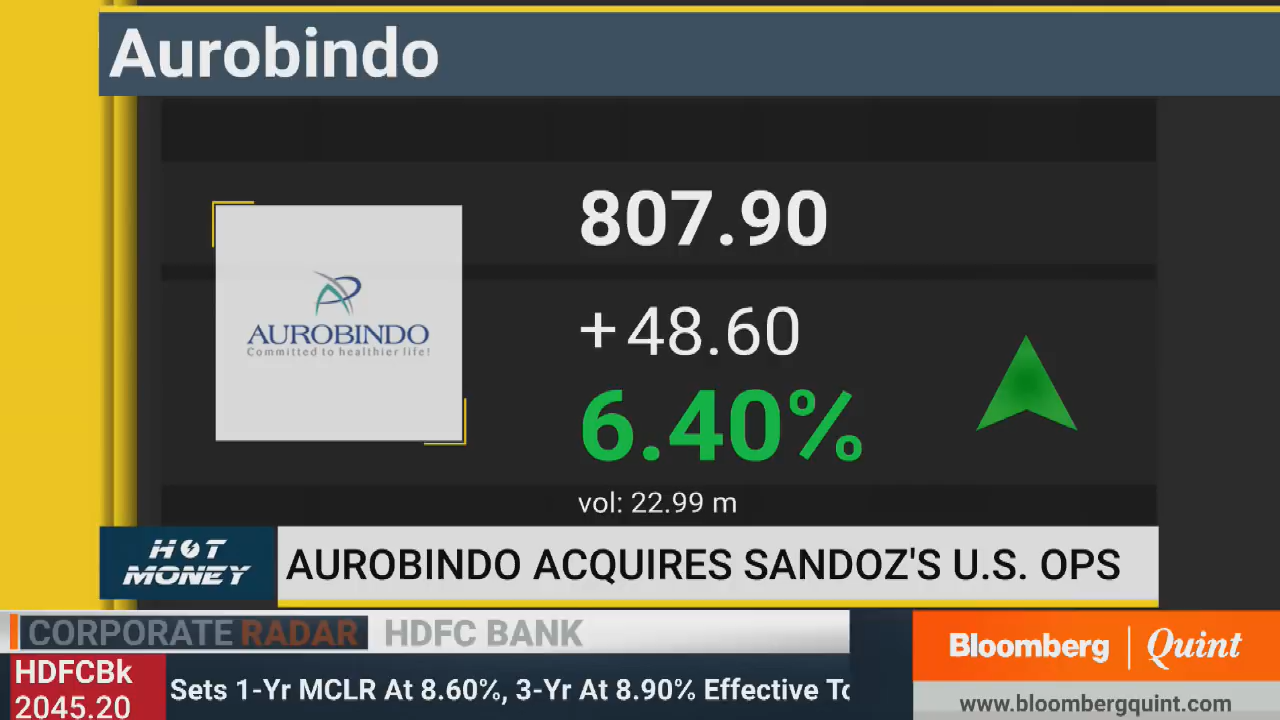 Aurobindo
807.90
AUROBINDO
Committed to healthier life!
+48.60
6.40%
vol: 22.99 m
HOT
MONEY
AUROBINDO ACQUIRES SANDOZ'S U.S. OPS
CORPORATE RADAR HDFC BANK
Bloomberg | Quint
HDFCBk
2045.20
Sets 1-Yr MCLR At 8.60%, 3-Yr At 8.90% Effective
www.bloombergquint.com